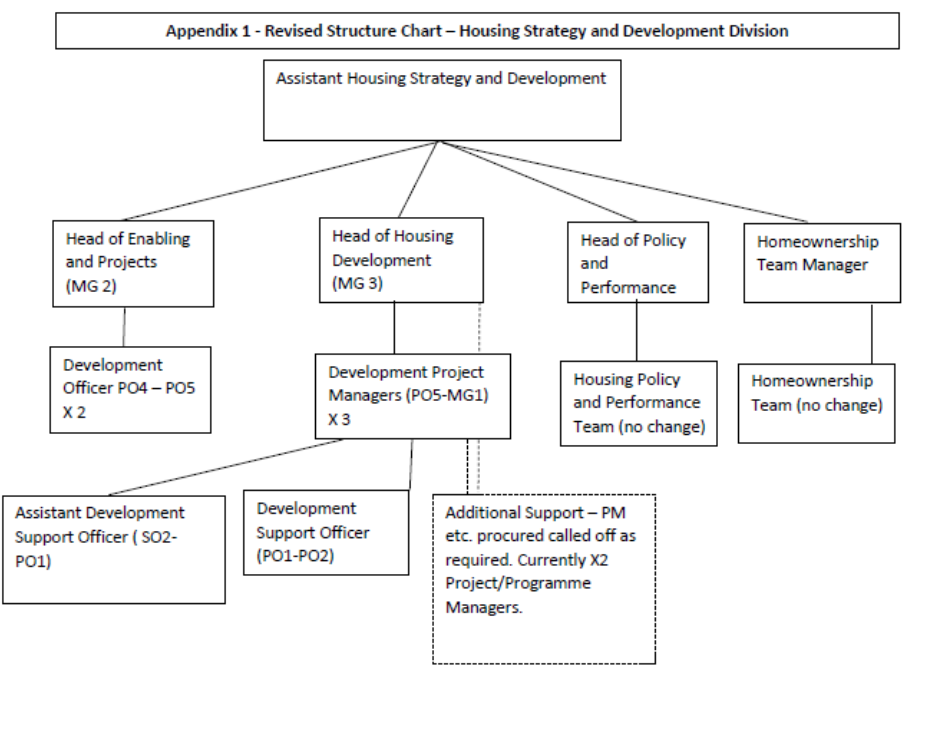 Appendix 1 - Revised Structure Chart – Housing Strategy and Development Division
Assistant Housing Strategy and Development
Head of Enabling
and Projects
(MG 2)
Head of Housing
Development
(MG 3)
Head of Policy
and
Performance
Homeownership
Team Manager
Development
Officer PO4 – PO5
X 2
Development Project
Managers (PO5-MG1)
X 3
Housing Policy
and Performance
Team (no change)
Homeownership
Team (no change)
Assistant Development
Support Officer ( SO2-
PO1)
Development
Support Officer
(PO1-PO2)
Additional Support – PM
etc. procured called off as
required. Currently X2
Project/Programme
Managers.